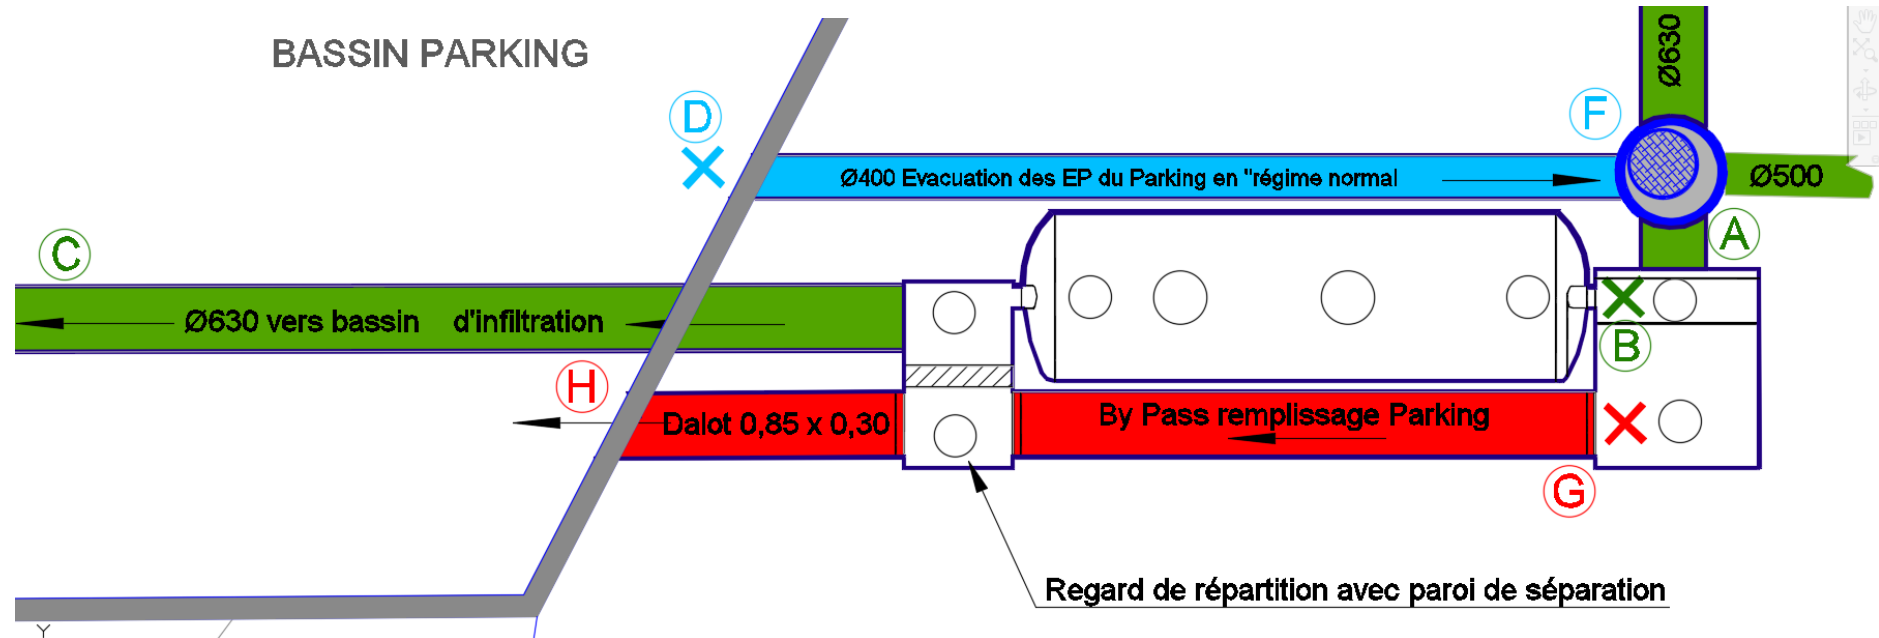 BASSIN PARKING
Ø630
D
F
Ø400 Evacuation des EP du Parking en "régime normal
Ø500
A
C
Ø630 vers bassin d'infiltration
B
H
Dalot 0,85 x 0,30
By Pass remplissage Parking
G
Regard de répartition avec paroi de séparation
Y